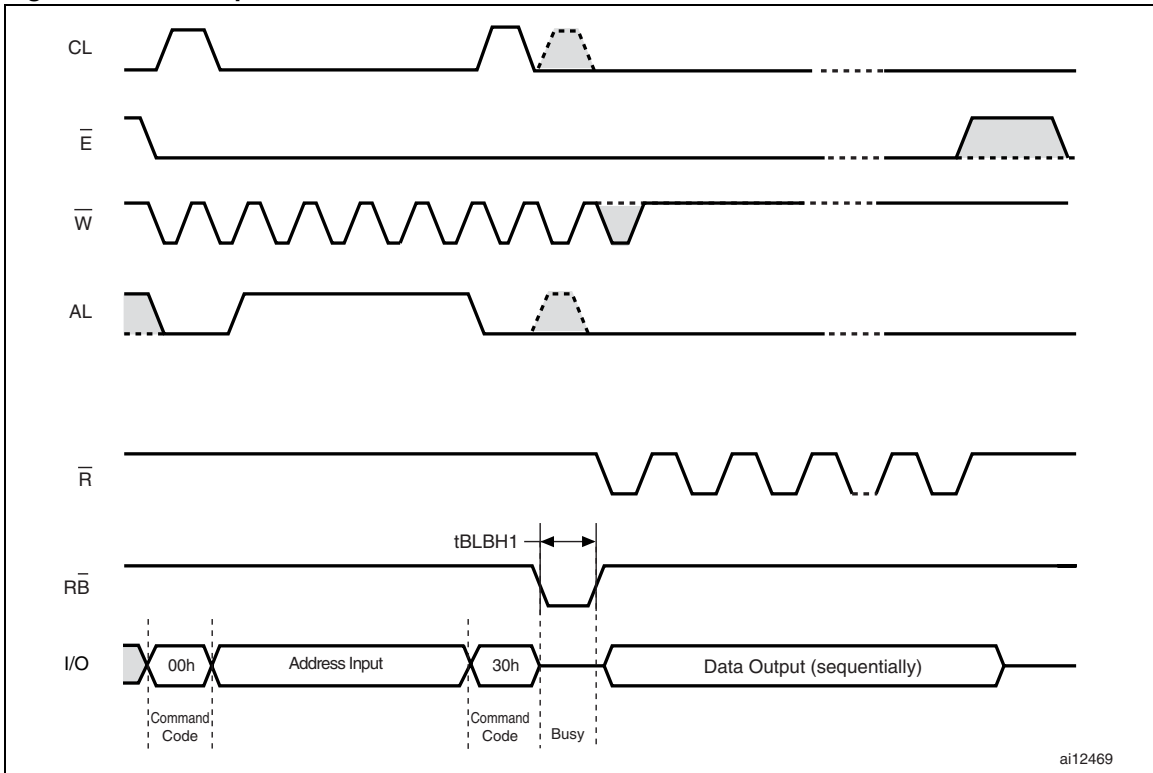 CL
E̅
W̅
AL
R̅
tBLBH1
RB̅
I/O
00h
Address Input
30h
Data Output (sequentially)
Command
Code
Command
Code
Busy
ai12469